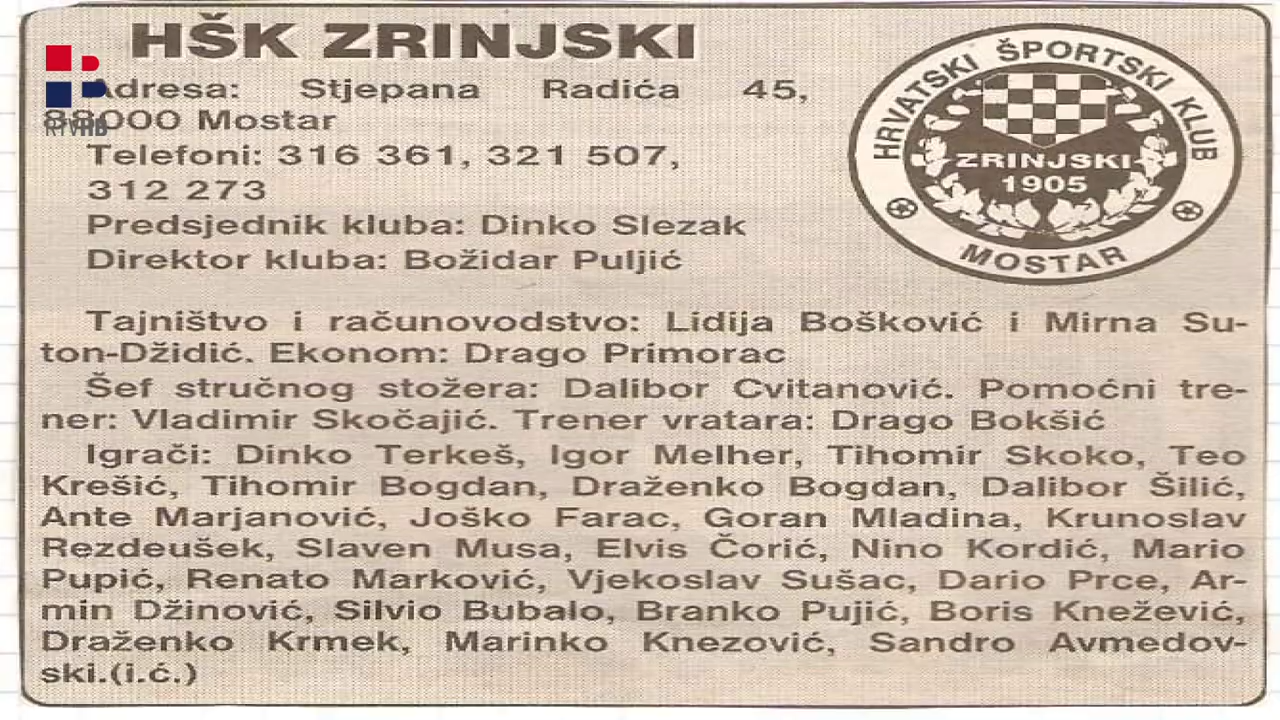 HŠK ZRINJSKI
Adresa: Stjepana Radića 45,
88000 Mostar
RTVHB
Telefoni: 316 361, 321 507,
312 273
Predsjednik kluba: Dinko Slezak
Direktor kluba: Božidar Puljić
HRVATSKI ŠPORTSKI KLUB
ZRINJSKI
1905
MOSTAR
Tajništvo i računovodstvo: Lidija Bošković i Mirna Su-
ton-Džidić. Ekonom: Drago Primorac
Šef stručnog stožera: Dalibor Cvitanović. Pomoćni tre-
ner: Vladimir Skočajić. Trener vratara: Drago Bokšić
Igrači: Dinko Terkeš, Igor Melher, Tihomir Skoko, Teo
Krešić, Tihomir Bogdan, Draženko Bogdan, Dalibor Šilić,
Ante Marjanović, Joško Farac, Goran Mladina, Krunoslav
Rezdeušek, Slaven Musa, Elvis Čorić, Nino Kordić, Mario
Pupić, Renato Marković, Vjekoslav Sušac, Dario Prce, Ar-
min Džinović, Silvio Bubalo, Branko Pujić, Boris Knežević,
Draženko Krmek, Marinko Knezović, Sandro Avmedov-
ski.(i.ć.)